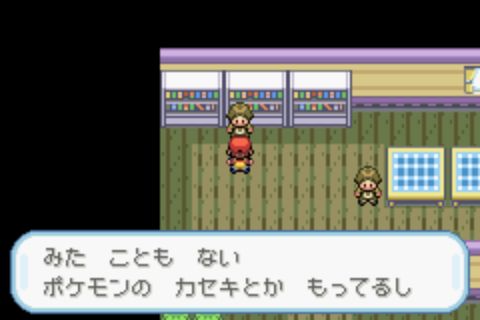 みた　ことも　ない
ポケモンの　カセキとか　もってるし